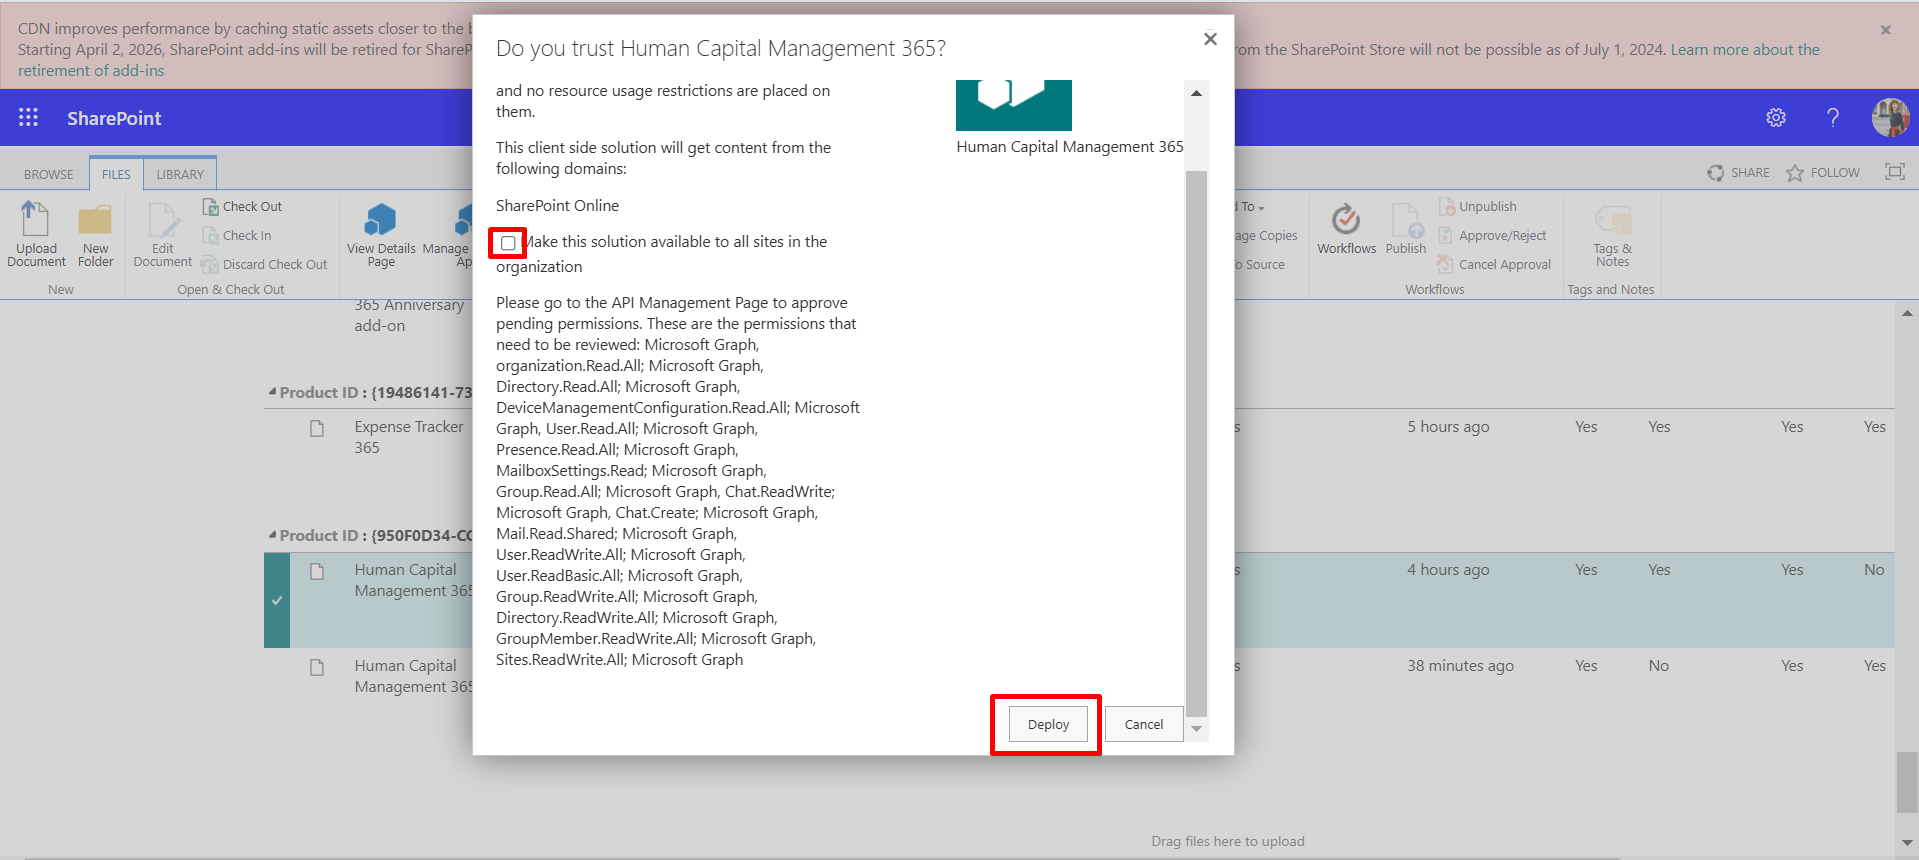 CDN improves performance by caching static assets closer to the
Starting April 2, 2026, SharePoint add-ins will be retired for
om the SharePoint Store will not be possible as of July 1, 2024. Learn more about the
retirement of add-ins
SharePoint
BROWSE FILES LIBRARY
SHARE FOLLOW
Upload Document
New Folder
New
Edit Document
Check Out
Check In
Discard Check Out
Open & Check Out
View Details Page
Manage
To
Copies
Source
Workflows
Publish
Unpublish
Approve/Reject
Cancel Approval
Workflows
Tags & Notes
Tags and Notes
Do you trust Human Capital Management 365?
and no resource usage restrictions are placed on
them.
Human Capital Management 365
This client side solution will get content from the
following domains:
SharePoint Online
Make this solution available to all sites in the
organization
Please go to the API Management Page to approve
pending permissions. These are the permissions that
need to be reviewed: Microsoft Graph,
organization.Read.All; Microsoft Graph,
Directory.Read.All; Microsoft Graph,
DeviceManagementConfiguration.Read.All; Microsoft
Graph, User.Read.All; Microsoft Graph,
Presence.Read.All; Microsoft Graph,
MailboxSettings.Read; Microsoft Graph,
Group.Read.All; Microsoft Graph, Chat.ReadWrite;
Microsoft Graph, Chat.Create; Microsoft Graph,
Mail.Read.Shared; Microsoft Graph,
User.ReadWrite.All; Microsoft Graph,
User.ReadBasic.All; Microsoft Graph,
Group.ReadWrite.All; Microsoft Graph,
Directory.ReadWrite.All; Microsoft Graph,
GroupMember.ReadWrite.All; Microsoft Graph,
Sites.ReadWrite.All; Microsoft Graph
Deploy Cancel
365 Anniversary
add-on
Product ID : {19486141-73
Expense Tracker
365
5 hours ago Yes Yes Yes Yes
Product ID : {950F0D34-CC
Human Capital
Management 365
4 hours ago Yes Yes Yes No
Human Capital
Management 365
38 minutes ago Yes No Yes Yes
Drag files here to upload